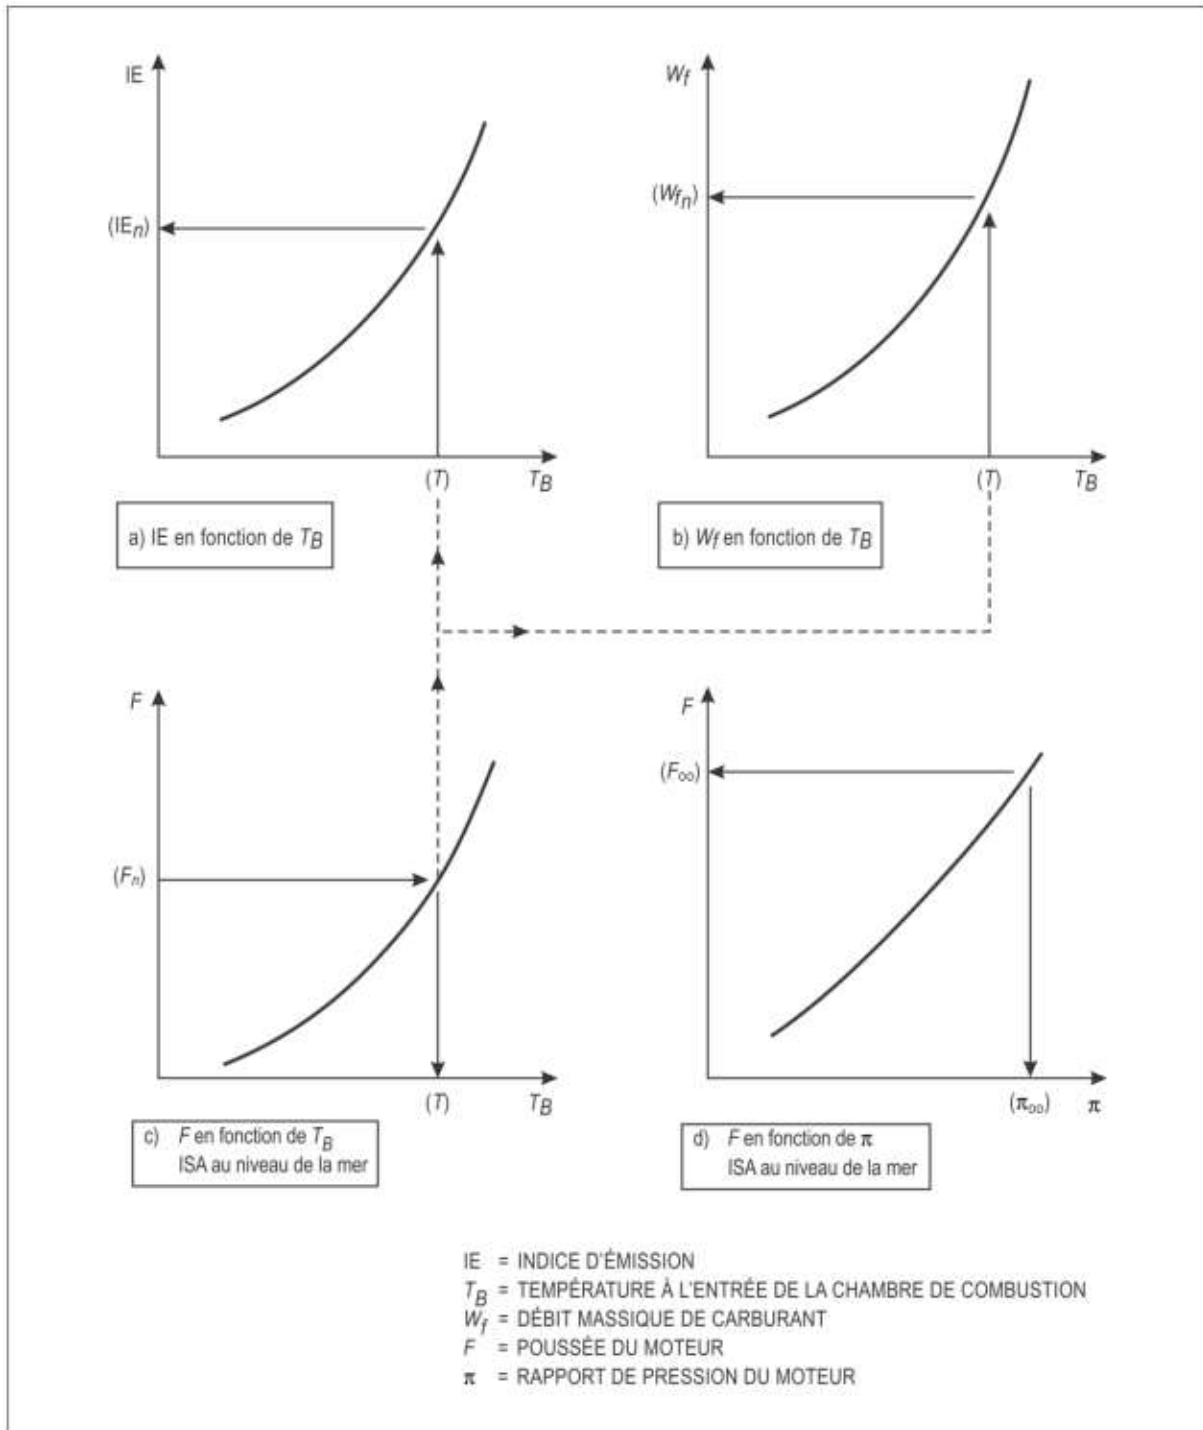 IE
(IEn)
(T) TB
a) IE en fonction de TB
Wf
(Wfn)
(T) TB
b) Wf en fonction de TB
F
(Fn)
(T) TB
c) F en fonction de TB
ISA au niveau de la mer
F
(Foo)
(πoo) π
d) F en fonction de π
ISA au niveau de la mer
IE = INDICE D'ÉMISSION
TB = TEMPÉRATURE À L'ENTRÉE DE LA CHAMBRE DE COMBUSTION
Wf = DÉBIT MASSIQUE DE CARBURANT
F = POUSSÉE DU MOTEUR
π = RAPPORT DE PRESSION DU MOTEUR